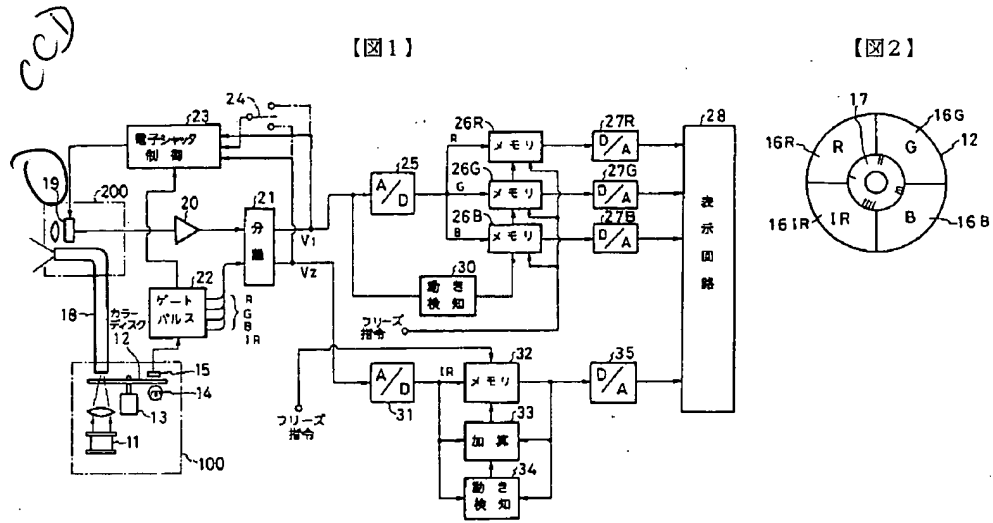 CCD
【図1】
【図2】
24
23
電子シャッタ
制御
200
19
20
21
分離
V1
V2
22
ゲート
パルス
R
G
B
IR
18
カラー
ディスク
12
15
14
13
11
100
25
A/D
R
G
B
26R
メモリ
26G
メモリ
26B
メモリ
27R
D/A
27G
D/A
27B
D/A
28
表示回路
30
動き
検知
フリーズ
指令
31
A/D
IR
32
メモリ
33
加算
34
動き
検知
35
D/A
フリーズ
指令
17
16G
12
16R
R
G
IR
B
16IR
16B